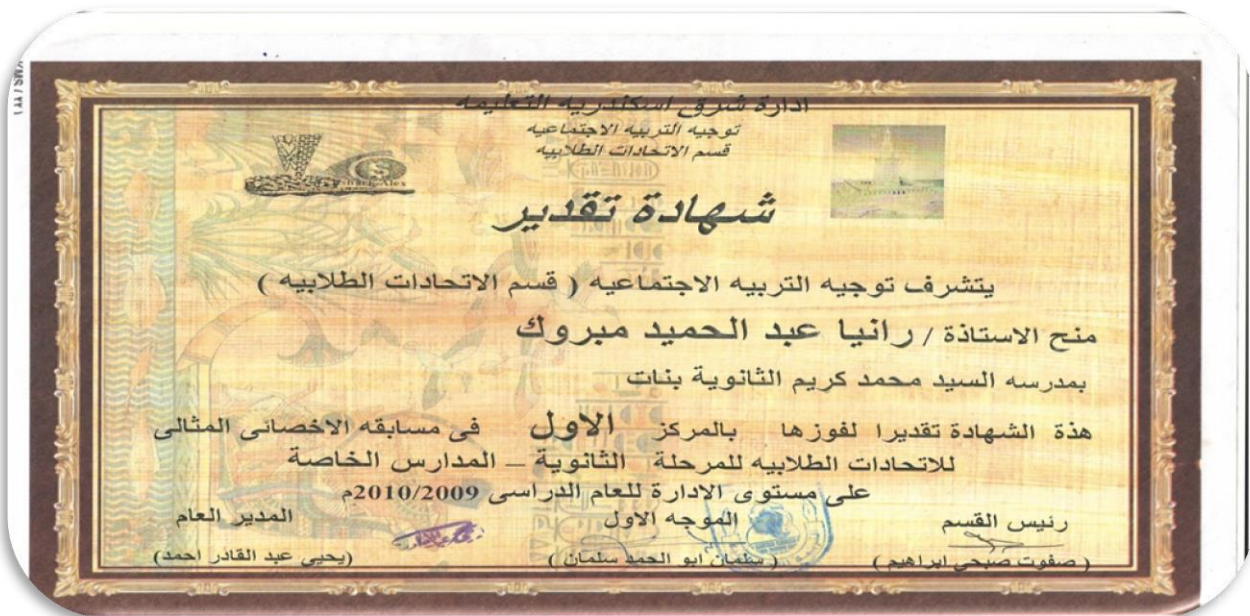 ادارة شرق اسكندريه التعليمه
توجيه التربيه الاجتماعيه
قسم الاتحادات الطلابيه
شهادة تقدير
يتشرف توجيه التربيه الاجتماعيه ( قسم الاتحادات الطلابيه )
منح الاستاذة / رانيا عبد الحميد مبروك
بمدرسه السيد محمد كريم الثانوية بنات
هذة الشهادة تقديرا لفوزها بالمركز الاول فى مسابقه الاخصائى المثالى
للاتحادات الطلابيه للمرحلة الثانوية – المدارس الخاصة
على مستوى الادارة للعام الدراسى 2010/2009م
رئيس القسم الموجه الاول المدير العام
( صفوت صبحى ابراهيم ) ( سلمان ابو الحمد سلمان ) (يحيى عبد القادر احمد)